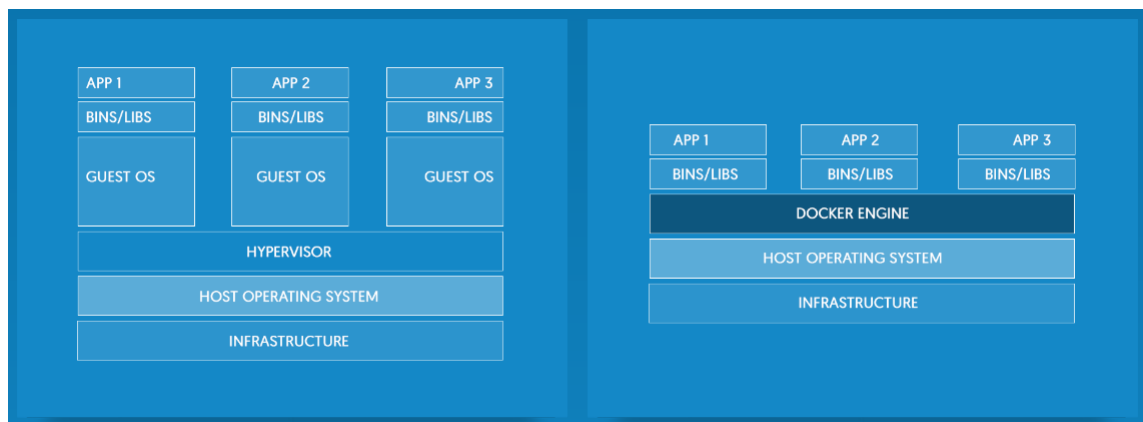 APP 1 APP 2 APP 3
BINS/LIBS BINS/LIBS BINS/LIBS
GUEST OS GUEST OS GUEST OS
HYPERVISOR
HOST OPERATING SYSTEM
INFRASTRUCTURE
APP 1 APP 2 APP 3
BINS/LIBS BINS/LIBS BINS/LIBS
DOCKER ENGINE
HOST OPERATING SYSTEM
INFRASTRUCTURE